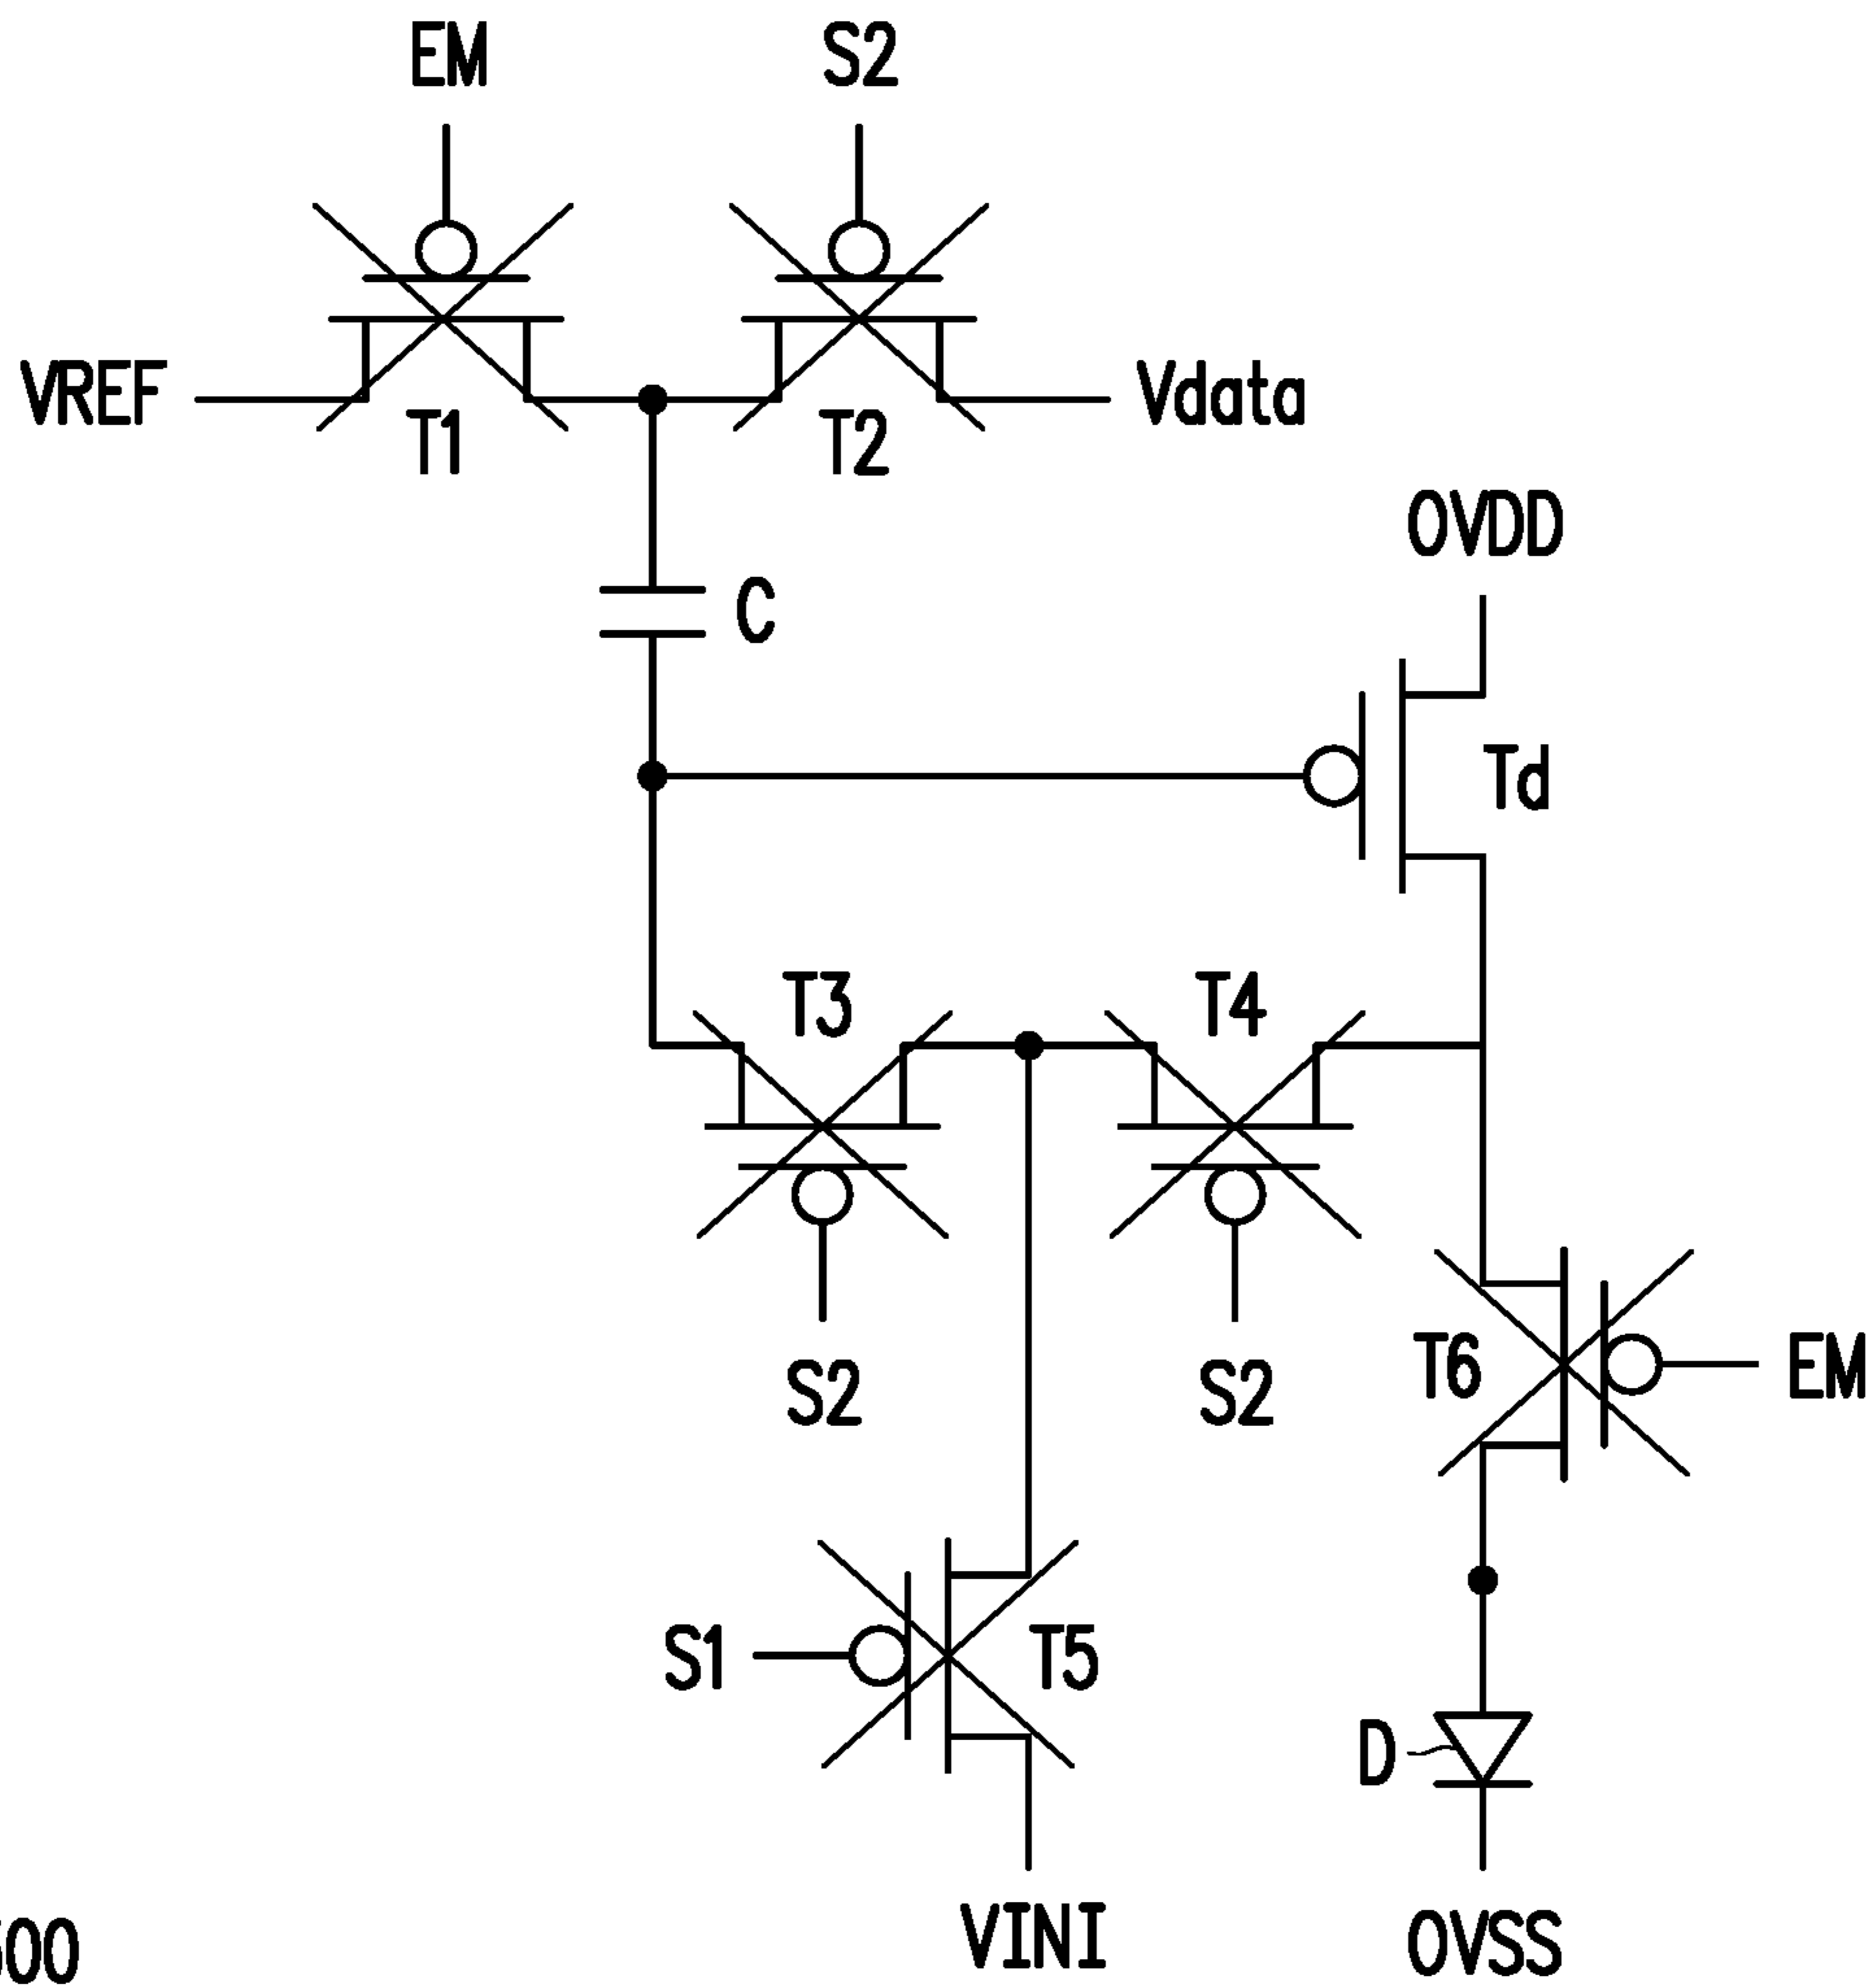 EM
S2
VREF
T1
T2
Vdata
OVDD
C
Td
T3
T4
S2
S2
T6
EM
S1
T5
D
VINI
OVSS